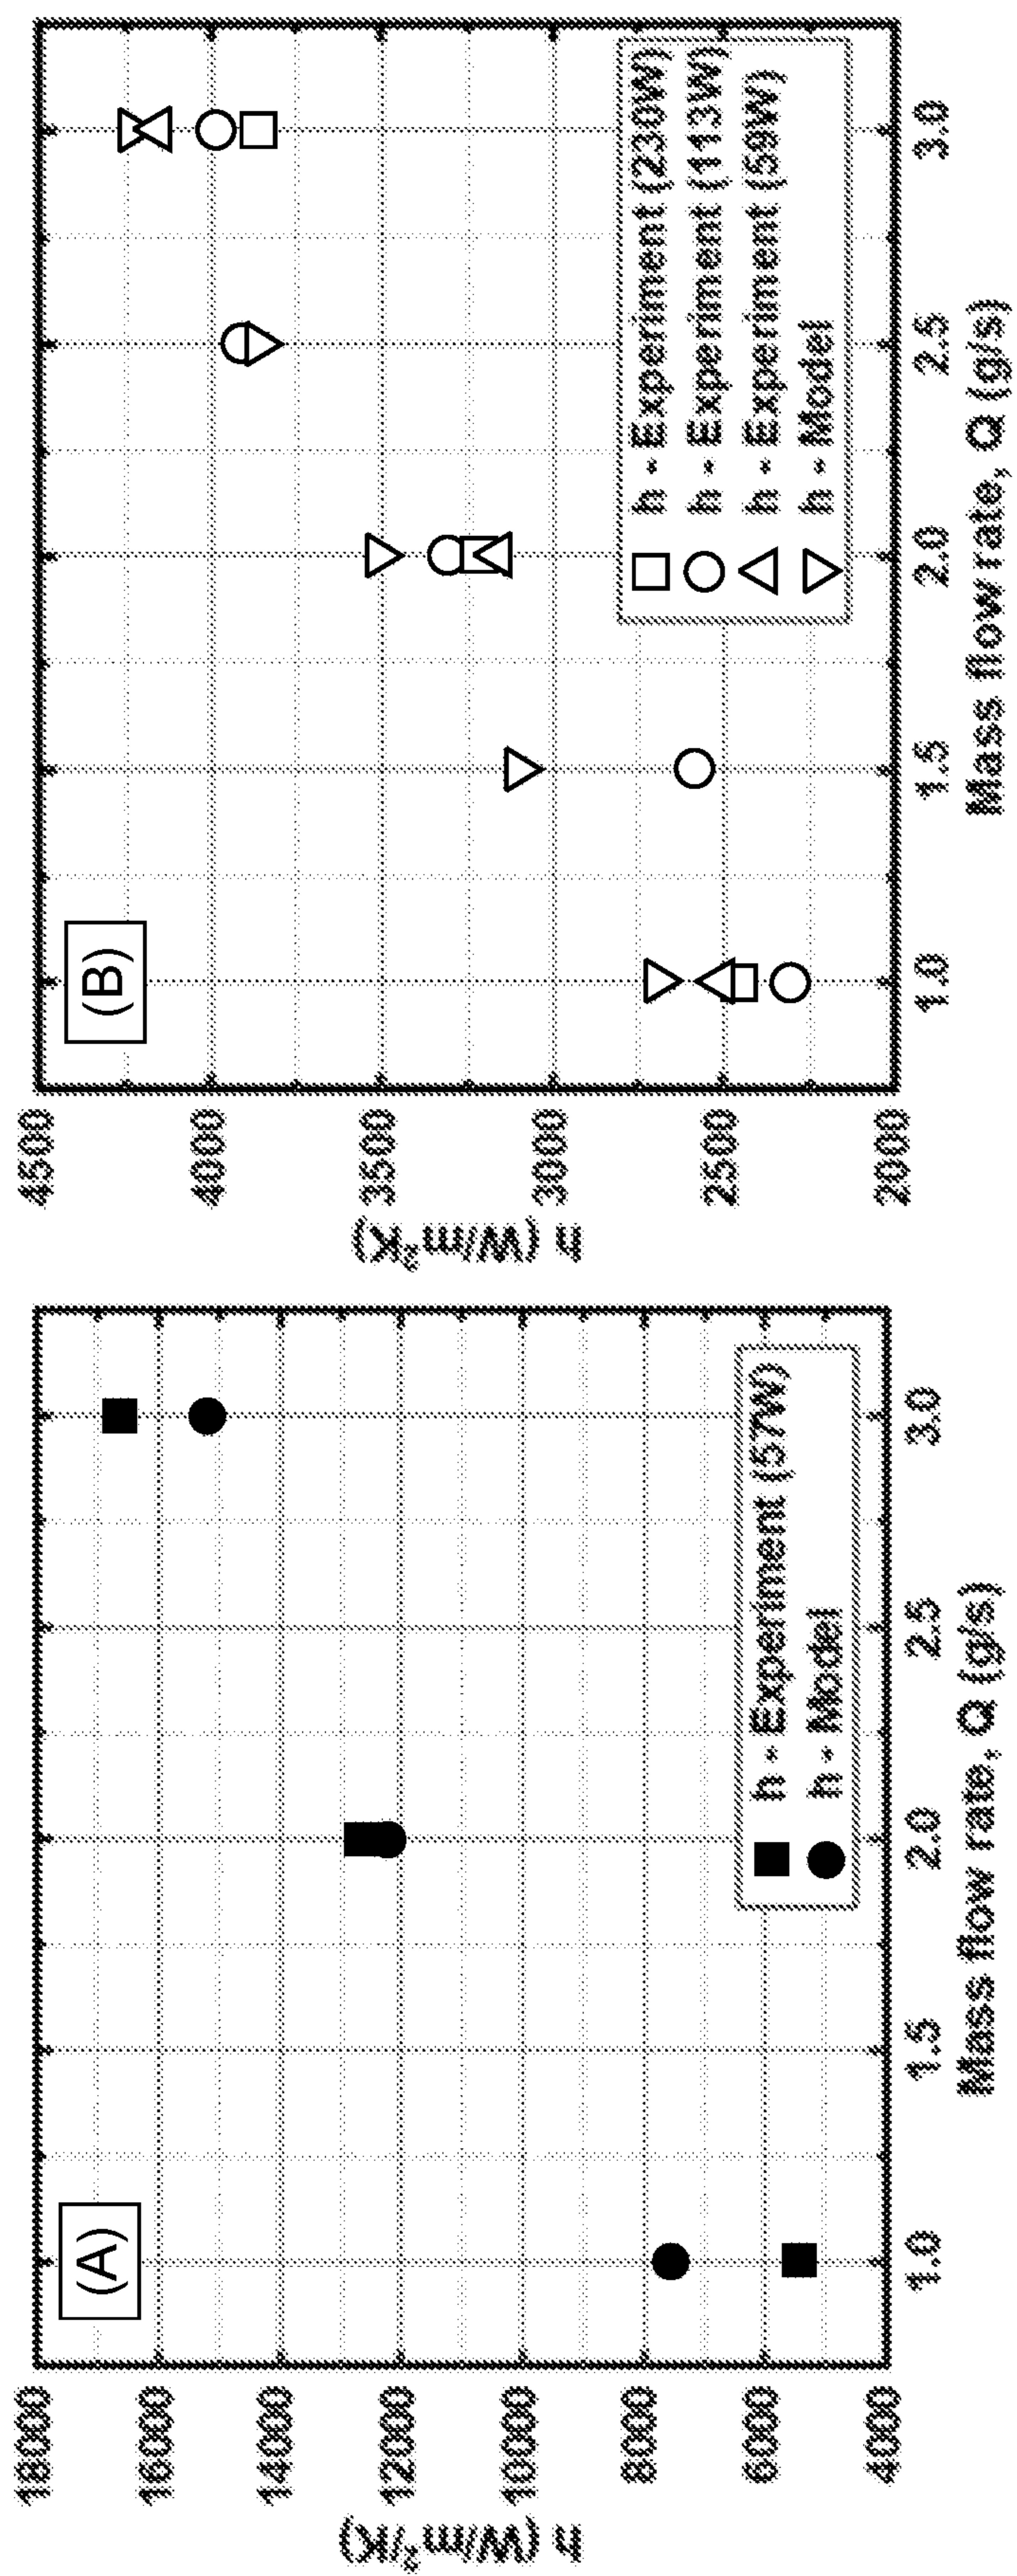 (A)
18000
16000
14000
12000
10000
8000
6000
4000
h (W/m²/K)
h - Experiment (57W)
h - Model
1.0
1.5
2.0
2.5
3.0
Mass flow rate, Q (g/s)
(B)
4500
4000
3500
3000
2500
2000
h (W/m²K)
h - Experiment (230W)
h - Experiment (113W)
h - Experiment (59W)
h - Model
1.0
1.5
2.0
2.5
3.0
Mass flow rate, Q (g/s)